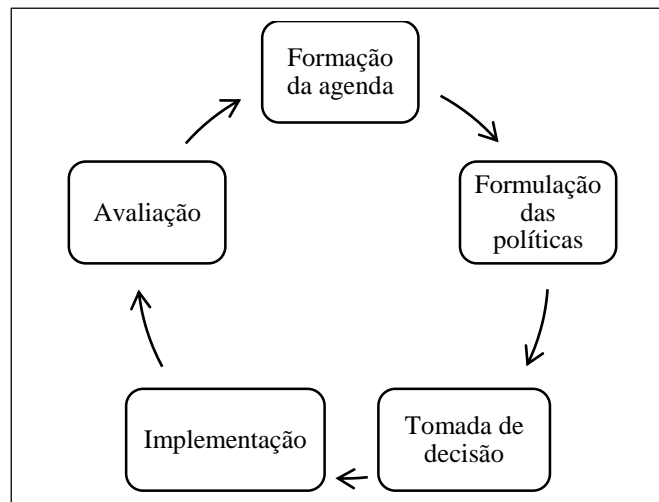 Formação
da agenda
Formulação
das
políticas
Tomada de
decisão
Implementação
Avaliação